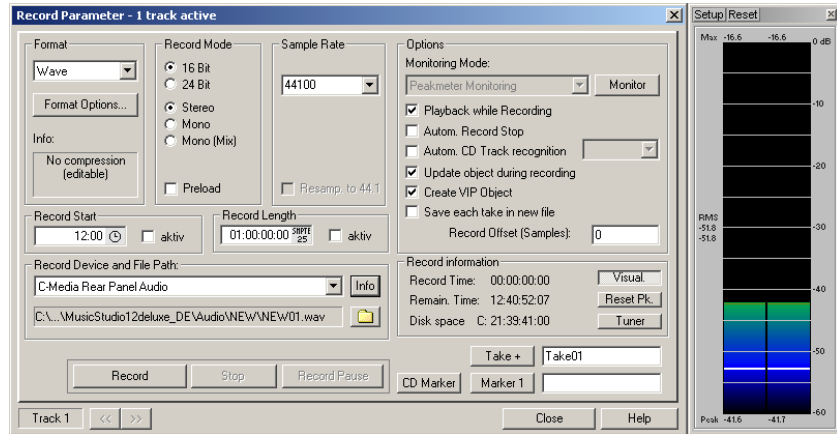 Record Parameter - 1 track active
Format
Wave
Format Options...
Info:
No compression
(editable)
Record Mode
16 Bit
24 Bit
Stereo
Mono
Mono (Mix)
Preload
Sample Rate
44100
Resamp. to 44.1
Options
Monitoring Mode:
Peakmeter Monitoring
Monitor
Playback while Recording
Autom. Record Stop
Autom. CD Track recognition
Update object during recording
Create VIP Object
Save each take in new file
Record Offset (Samples):
0
Record Start
12:00
aktiv
Record Length
01:00:00:00
SMPTE
25
aktiv
Record Device and File Path:
C-Media Rear Panel Audio
Info
C:\...\MusicStudio12deluxe_DE\Audio\NEW\NEW01.wav
Record information
Record Time: 00:00:00:00
Visual.
Remain. Time: 12:40:52:07
Reset Pk.
Disk space C: 21:39:41:00
Tuner
Record
Stop
Record Pause
Take +
Take01
CD Marker
Marker 1
Track 1
<<
>>
Close
Help
Setup
Reset
Max -16.6 -16.6
0 dB
-10
-20
RMS
-51.8
-51.8
-30
-40
-50
-60
Peak -41.6 -41.7